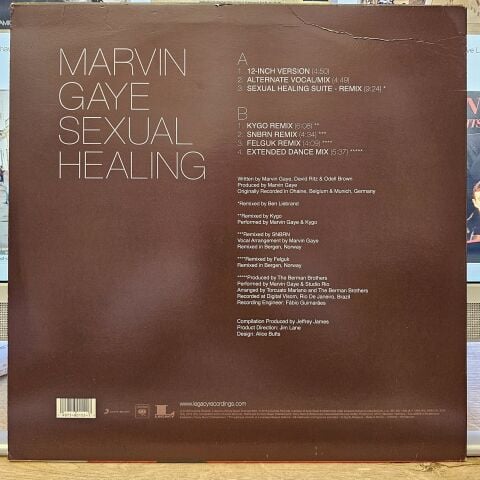 MARVIN
GAYE
SEXUAL
HEALING
A
1. 12-INCH VERSION (4:50)
2. ALTERNATE VOCAL/MIX (4:49)
3. SEXUAL HEALING SUITE - REMIX (9:24) *
B
1. KYGO REMIX (6:08) **
2. SNBRN REMIX (4:34) ***
3. FELGUK REMIX (4:09) ****
4. EXTENDED DANCE MIX (5:37) *****
Written by Marvin Gaye, David Ritz & Odell Brown
Produced by Marvin Gaye
Originally Recorded in Ohaine, Belgium & Munich, Germany
*Remixed by Ben Liebrand
**Remixed by Kygo
Performed by Marvin Gaye & Kygo
***Remixed by SNBRN
Vocal Arrangement by Marvin Gaye
Remixed in Bergen, Norway
****Remixed by Felguk
Remixed in Bergen, Norway
*****Produced by The Berman Brothers
Performed by Marvin Gaye & Studio Rio
Arranged by Torcuato Mariano and The Berman Brothers
Recorded at Digital Vision, Rio De Janeiro, Brazil
Recording Engineer: Fábio Guimarães
Compilation Produced by Jeffrey James
Product Direction: Jim Lane
Design: Alice Butts
www.legacyrecordings.com
LEGACY